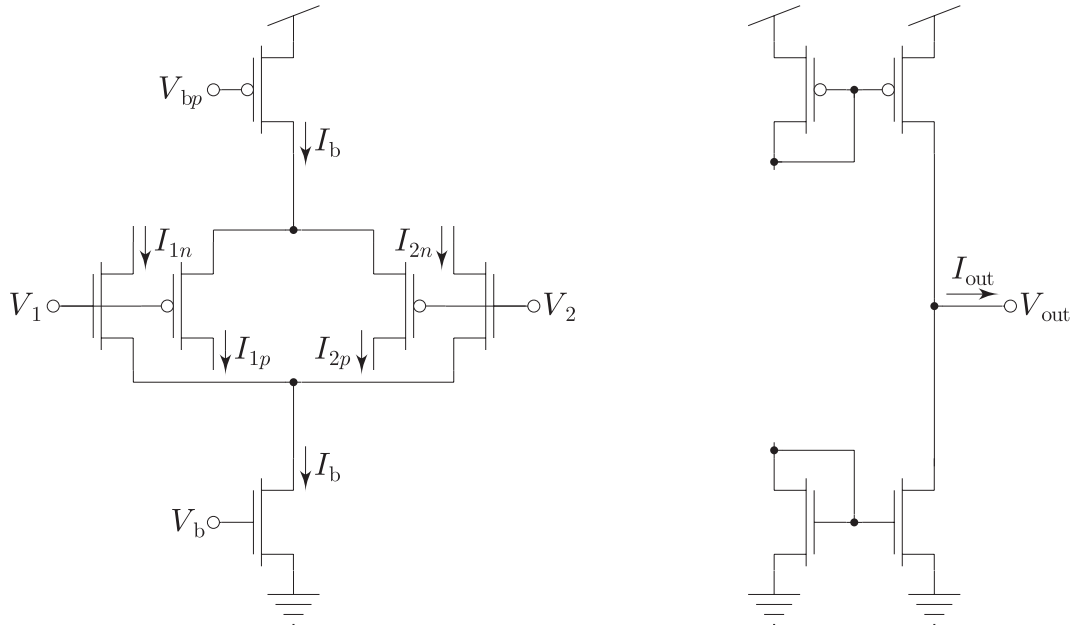 V_bp
I_b
I_1n I_2n
V_1 V_2
I_1p I_2p
I_b
V_b
I_out
V_out